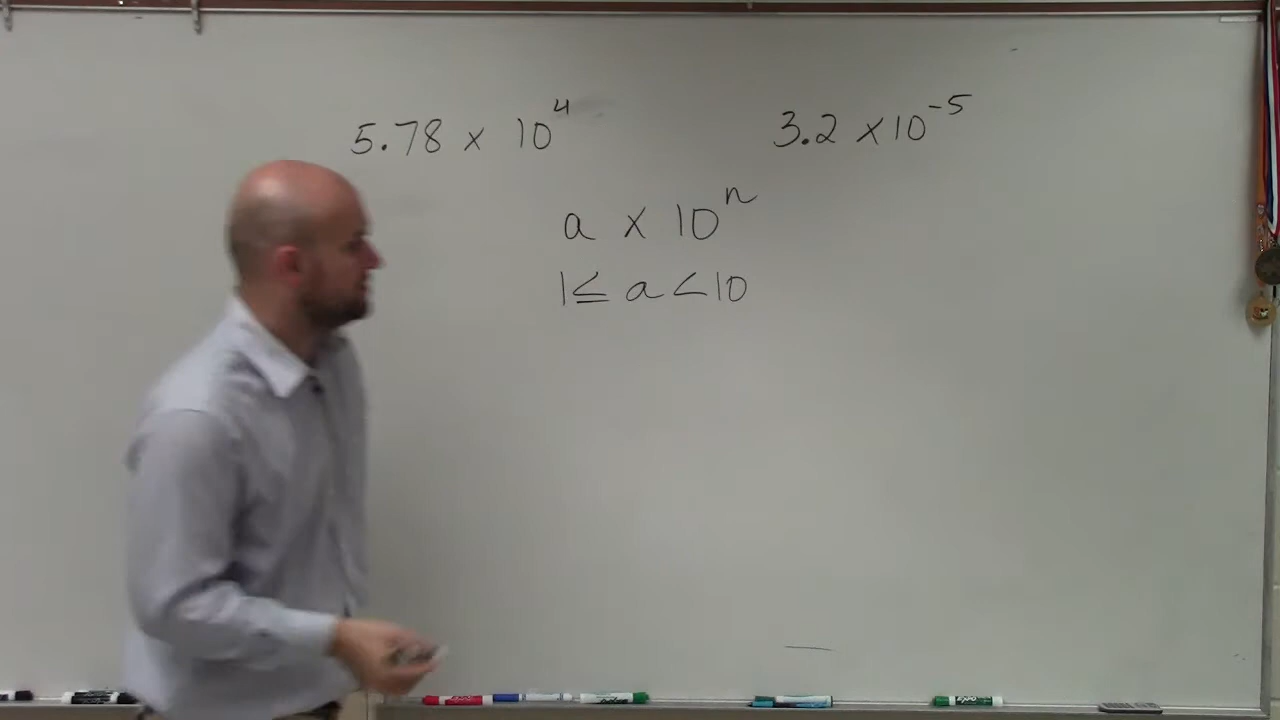 5.78 x 10^4
3.2 x 10^-5
a x 10^n
1 ≤ a < 10